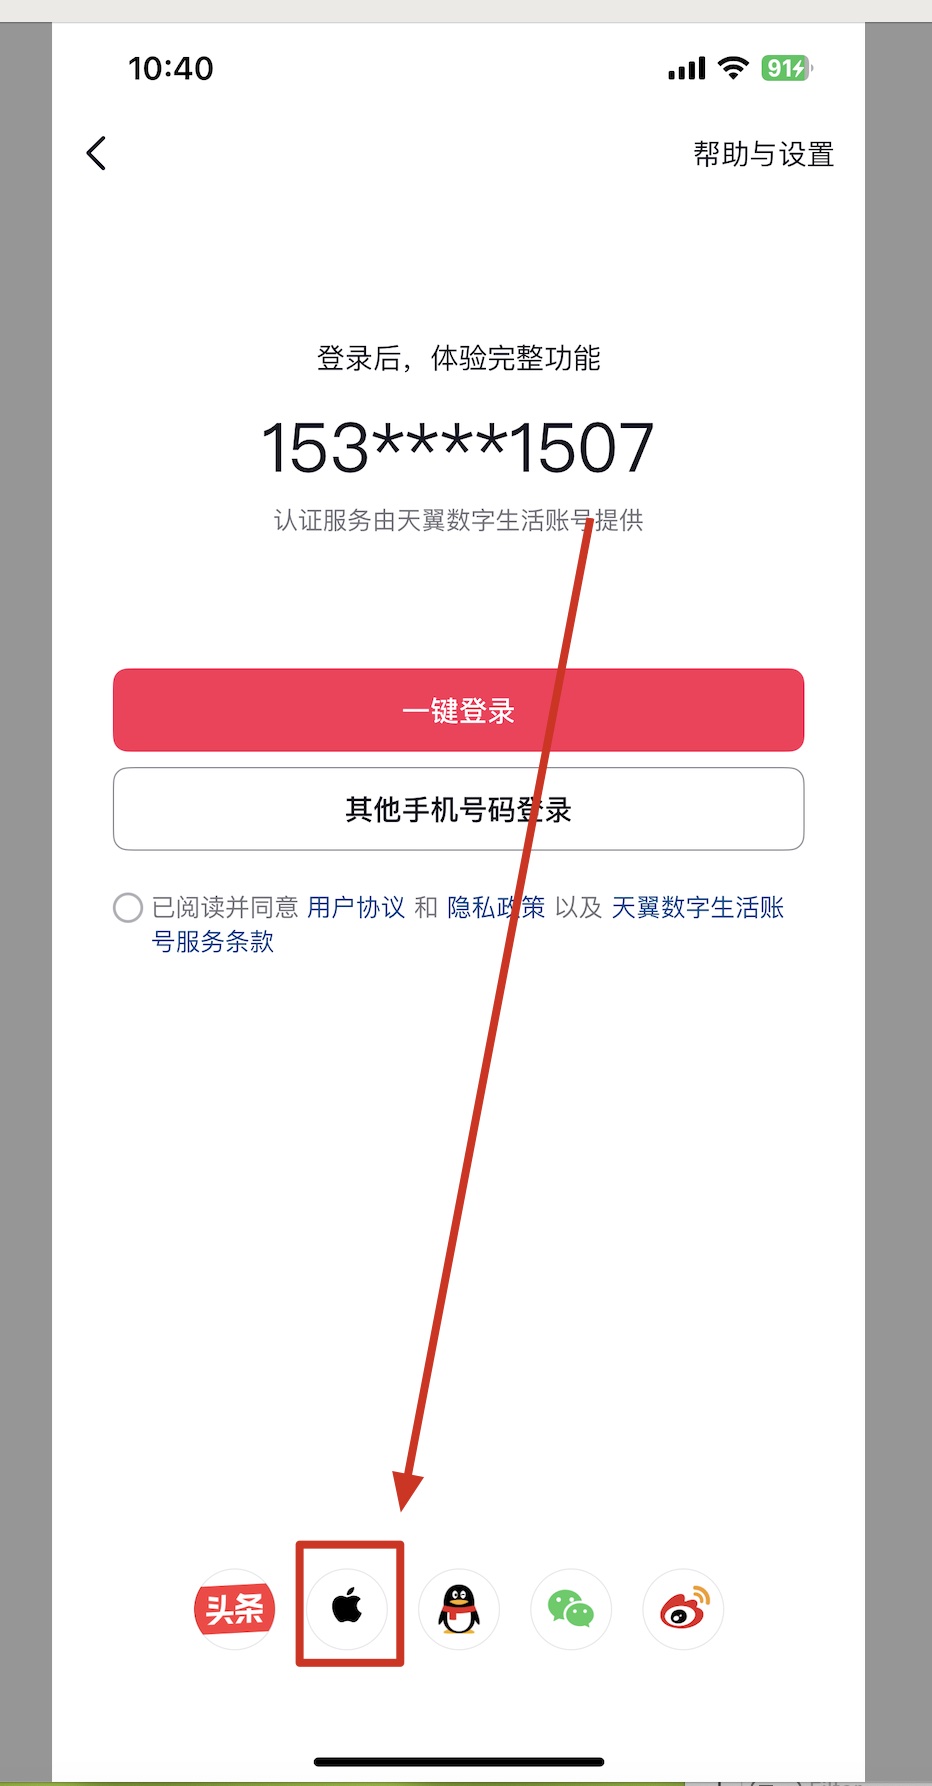 10:40
91
帮助与设置
登录后，体验完整功能
153****1507
认证服务由天翼数字生活账号提供
一键登录
其他手机号码登录
已阅读并同意 用户协议 和 隐私政策 以及 天翼数字生活账
号服务条款
头条